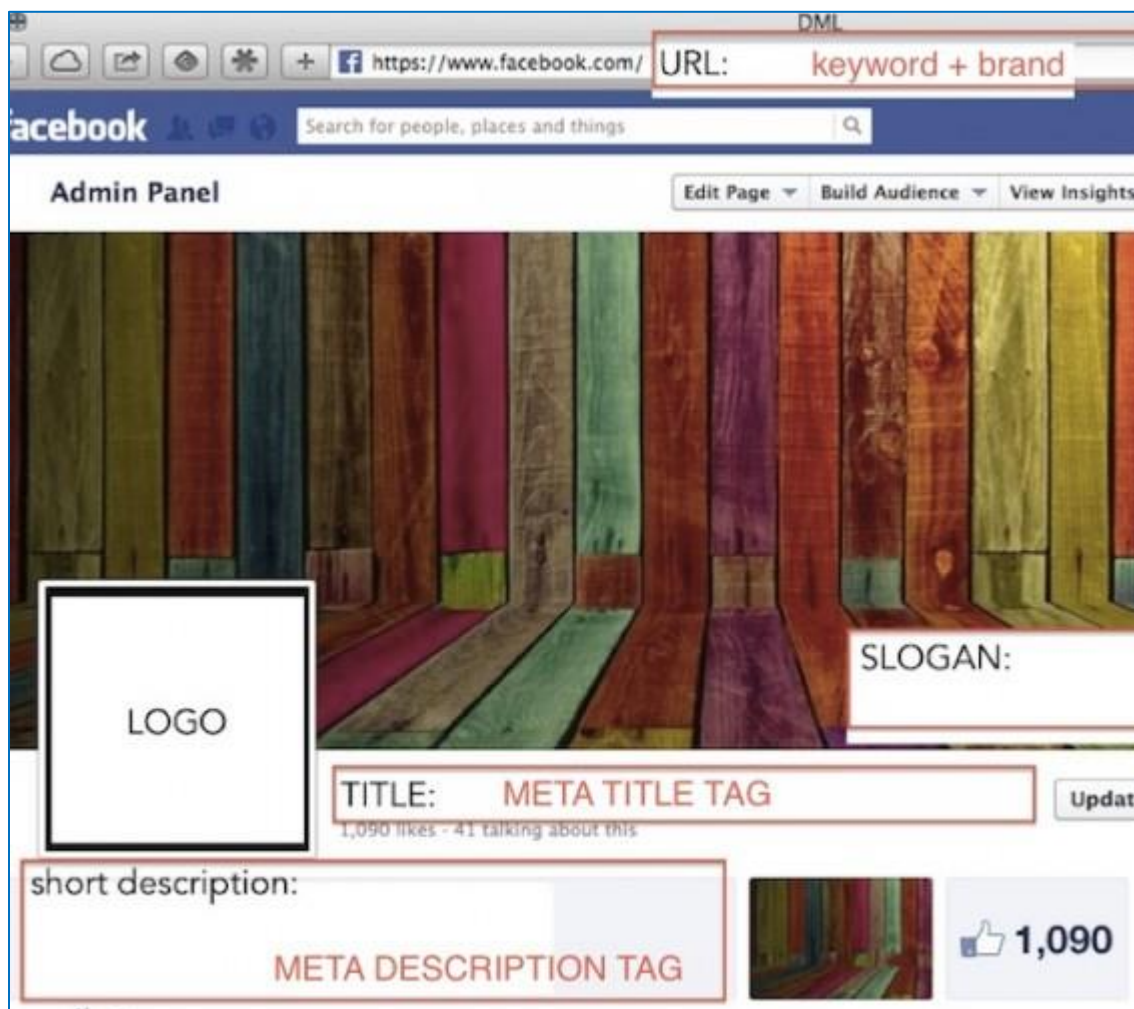 DML
https://www.facebook.com/ URL: keyword + brand
facebook Search for people, places and things
Admin Panel Edit Page Build Audience View Insights
SLOGAN:
LOGO
TITLE: META TITLE TAG Updat
1,090 likes · 41 talking about this
short description:
1,090
META DESCRIPTION TAG